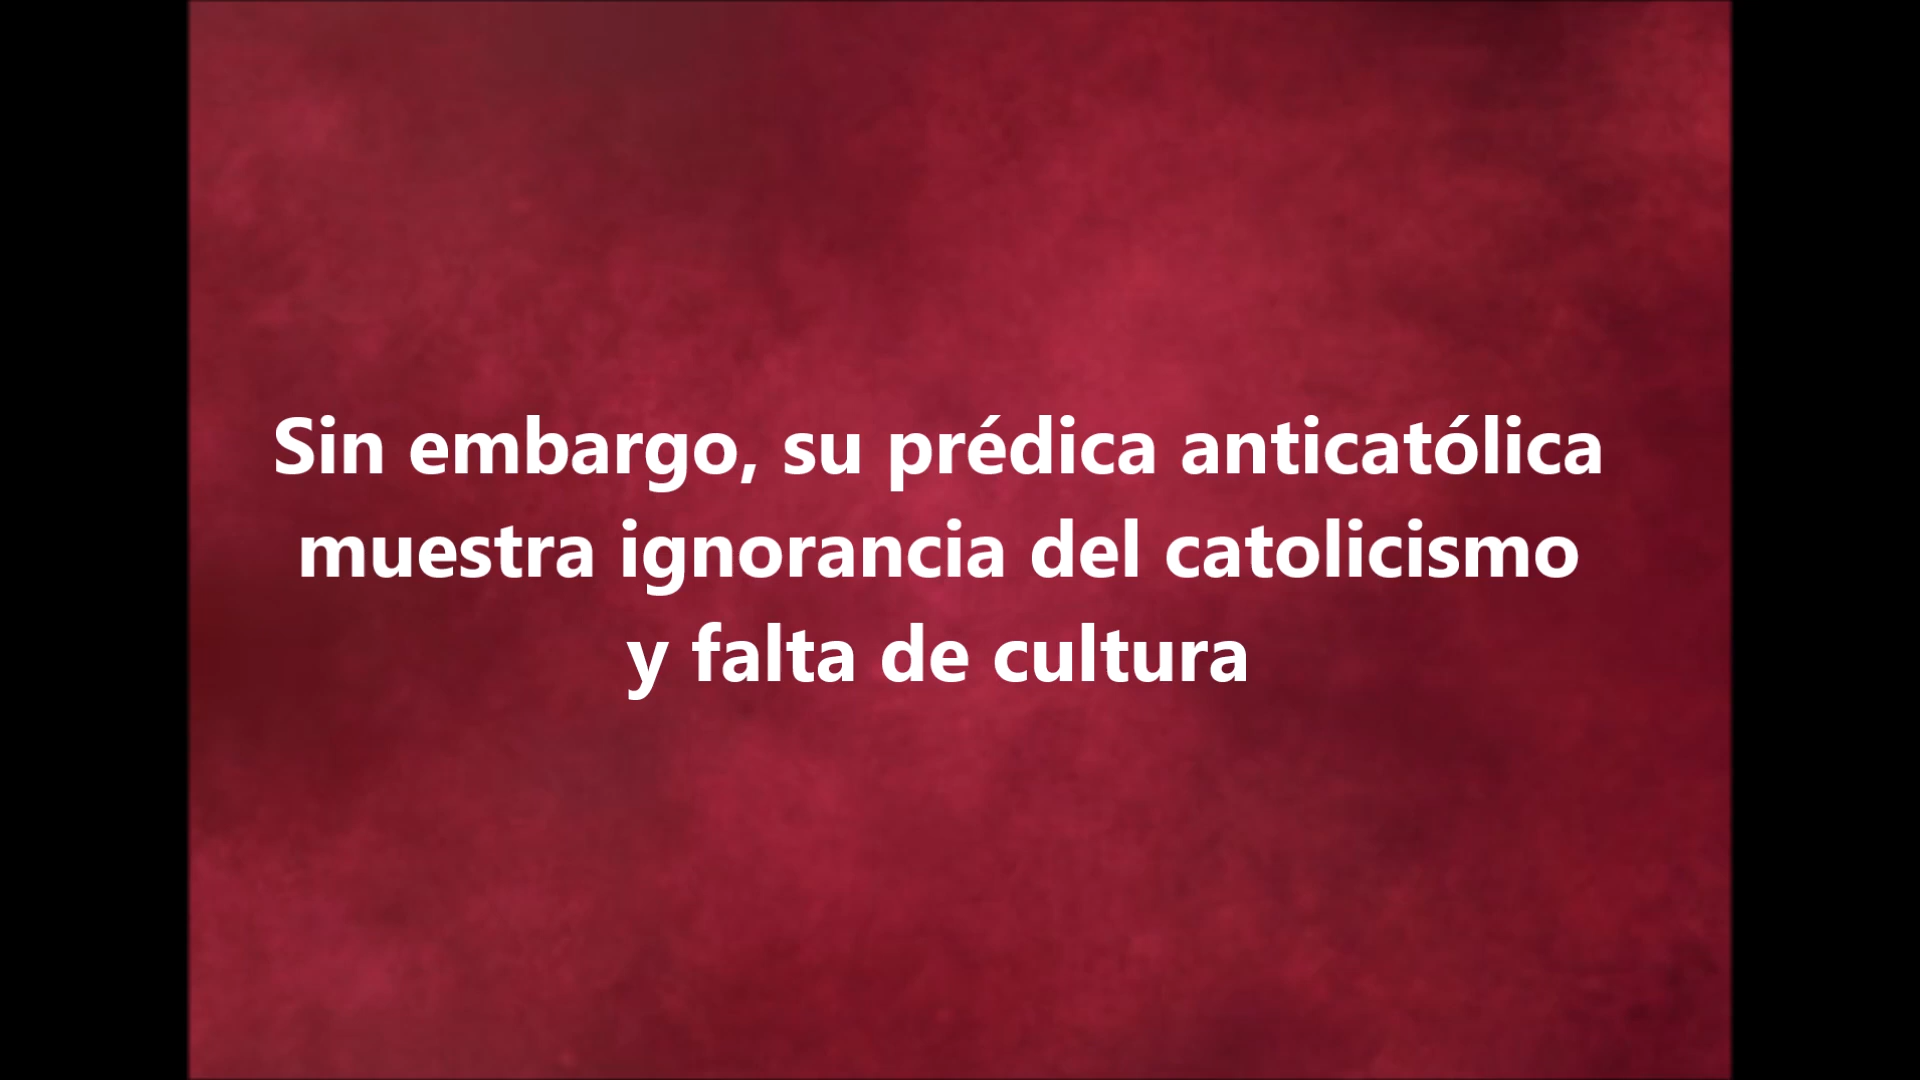 Sin embargo, su prédica anticatólica
muestra ignorancia del catolicismo
y falta de cultura